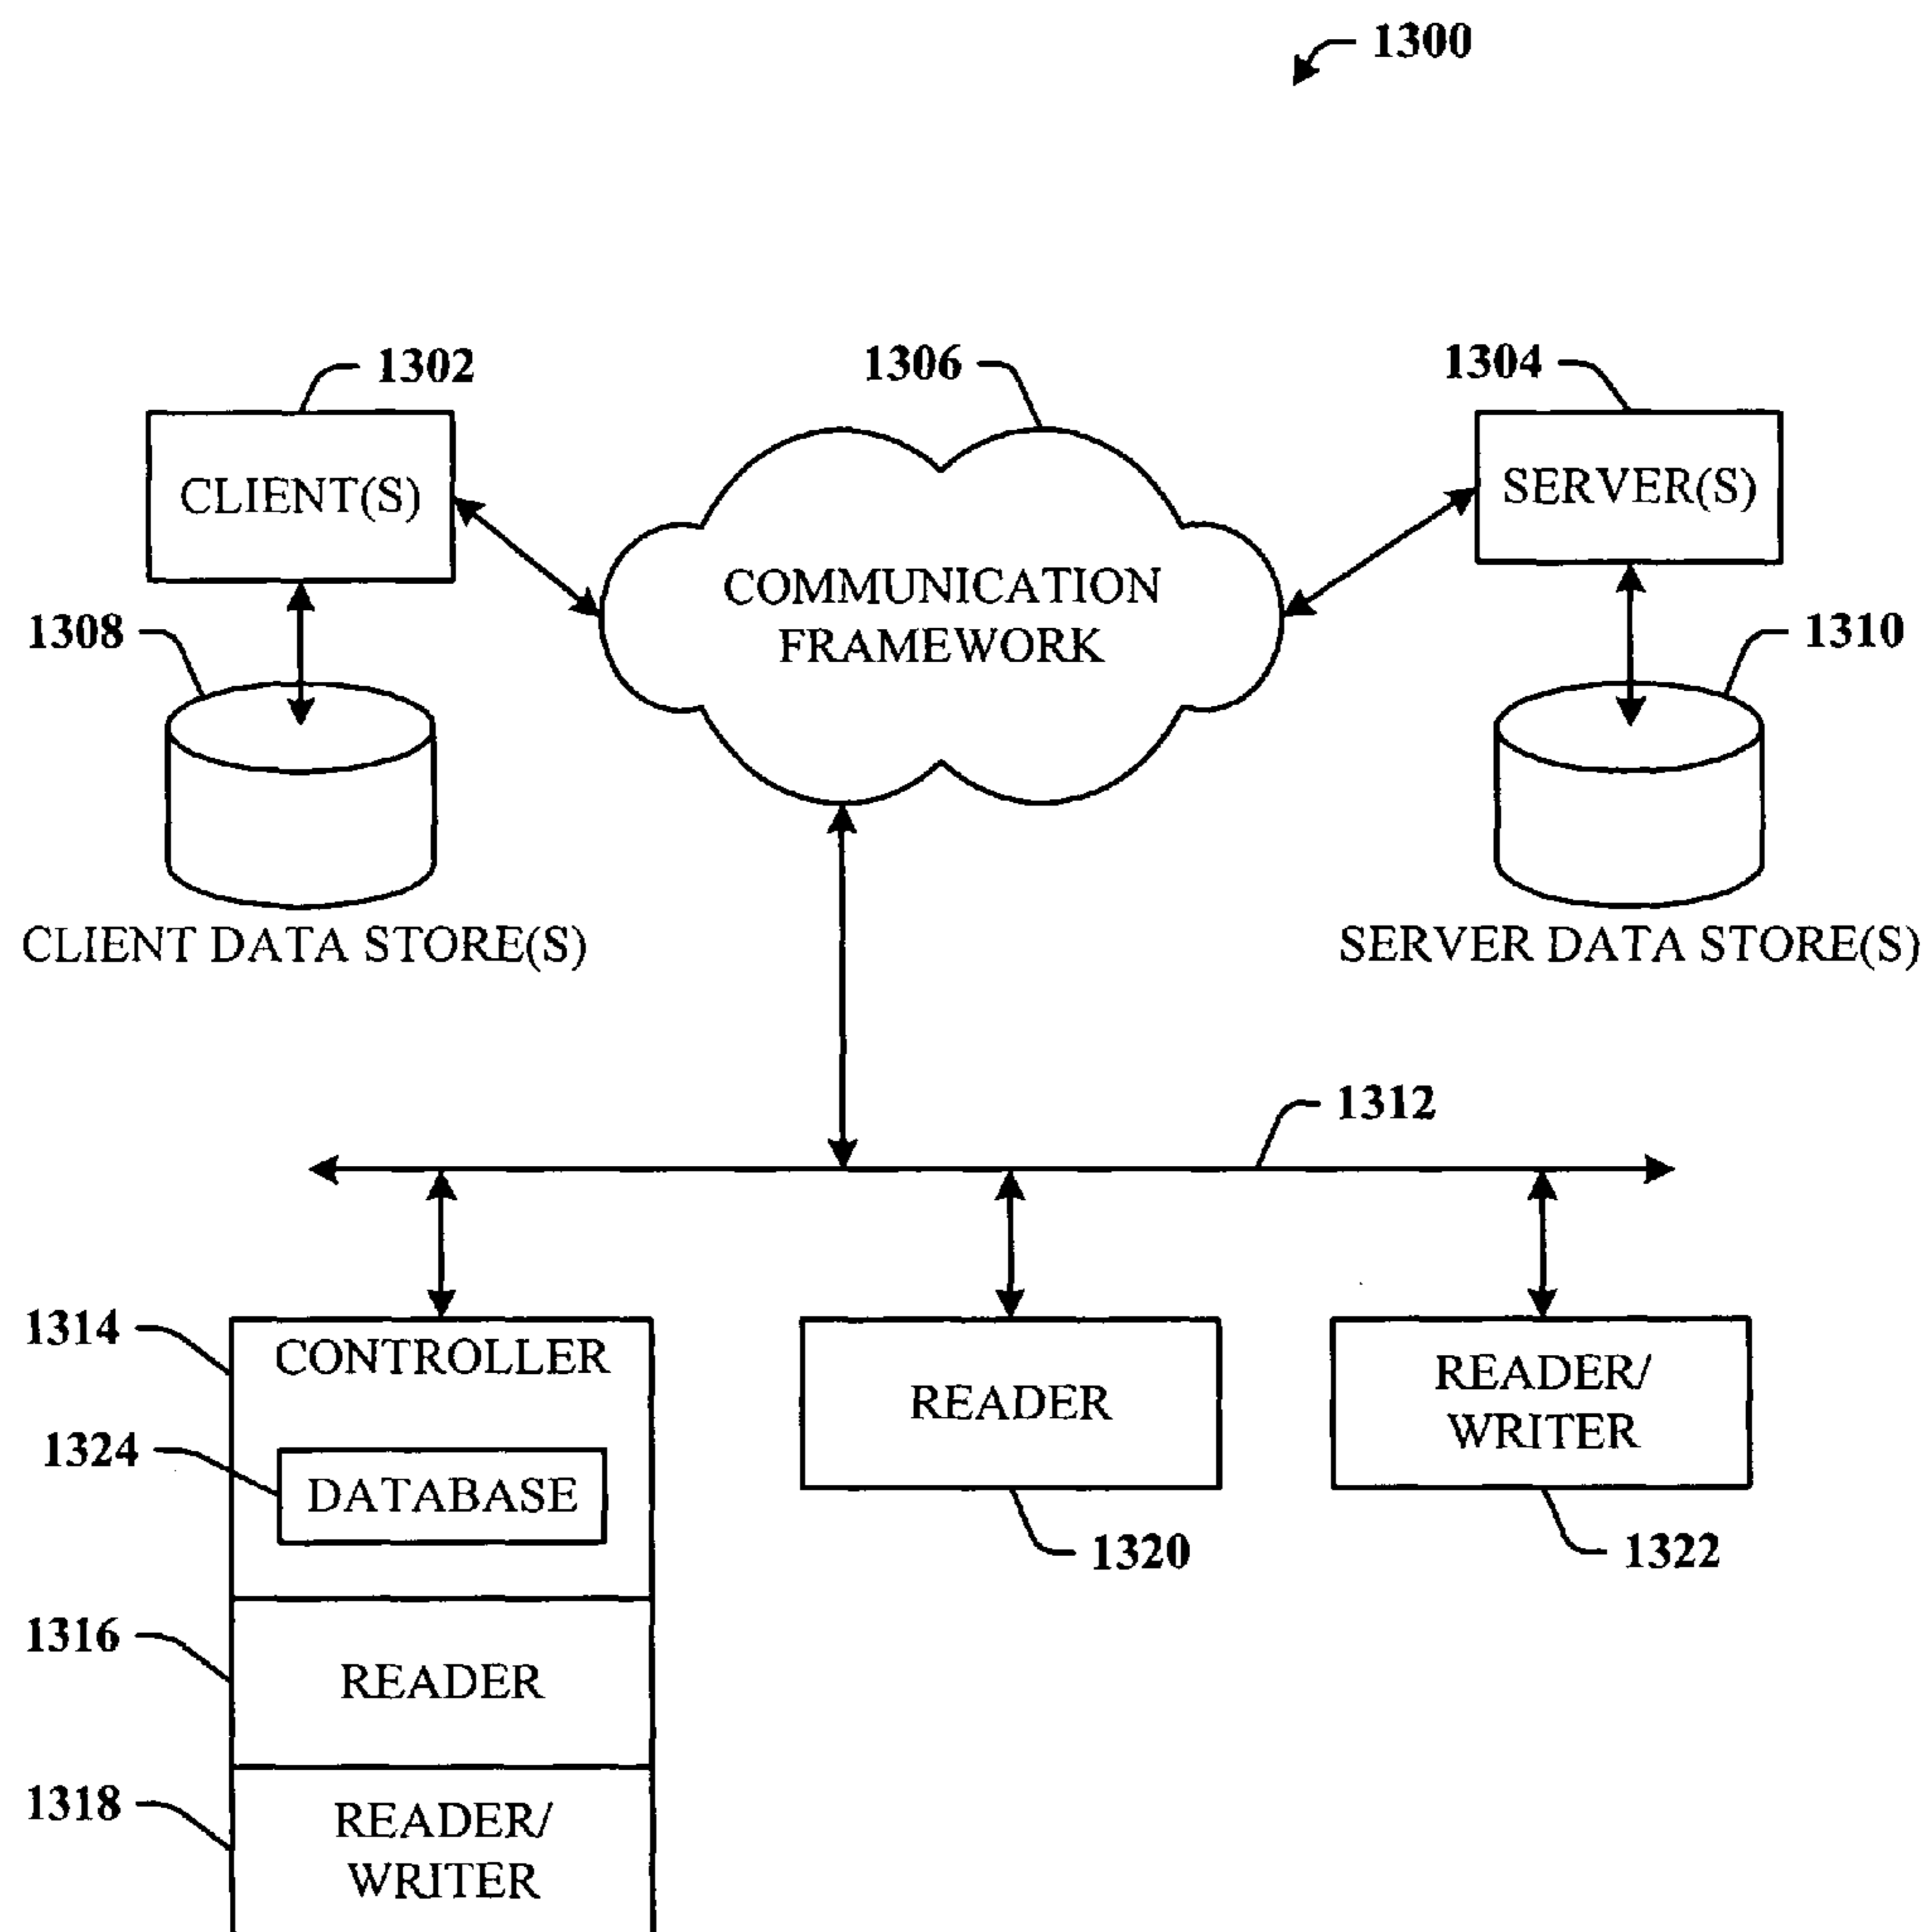 1300
1302
1306
1304
CLIENT(S)
SERVER(S)
COMMUNICATION
FRAMEWORK
1308
1310
CLIENT DATA STORE(S)
SERVER DATA STORE(S)
1312
1314
CONTROLLER
READER
READER/
WRITER
1324
DATABASE
1320
1322
1316
READER
1318
READER/
WRITER